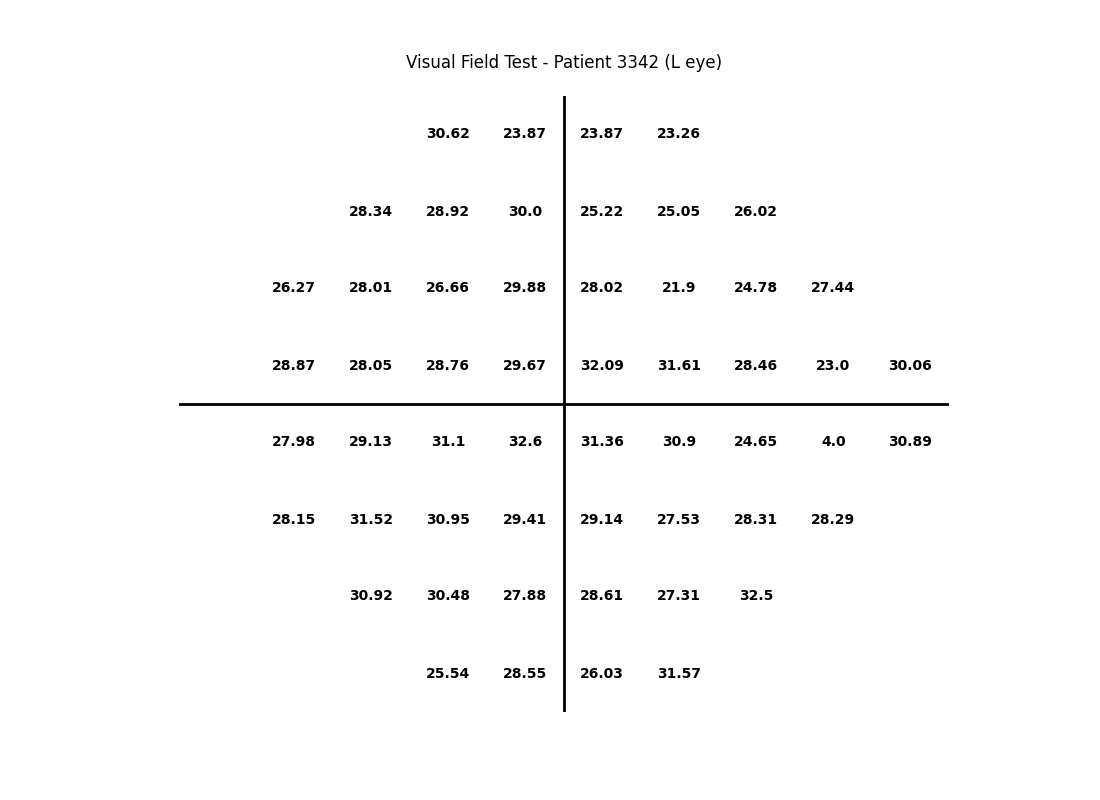 Visual Field Test - Patient 3342 (L eye)
30.62 23.87 23.87 23.26
28.34 28.92 30.0 25.22 25.05 26.02
26.27 28.01 26.66 29.88 28.02 21.9 24.78 27.44
28.87 28.05 28.76 29.67 32.09 31.61 28.46 23.0 30.06
27.98 29.13 31.1 32.6 31.36 30.9 24.65 4.0 30.89
28.15 31.52 30.95 29.41 29.14 27.53 28.31 28.29
30.92 30.48 27.88 28.61 27.31 32.5
25.54 28.55 26.03 31.57